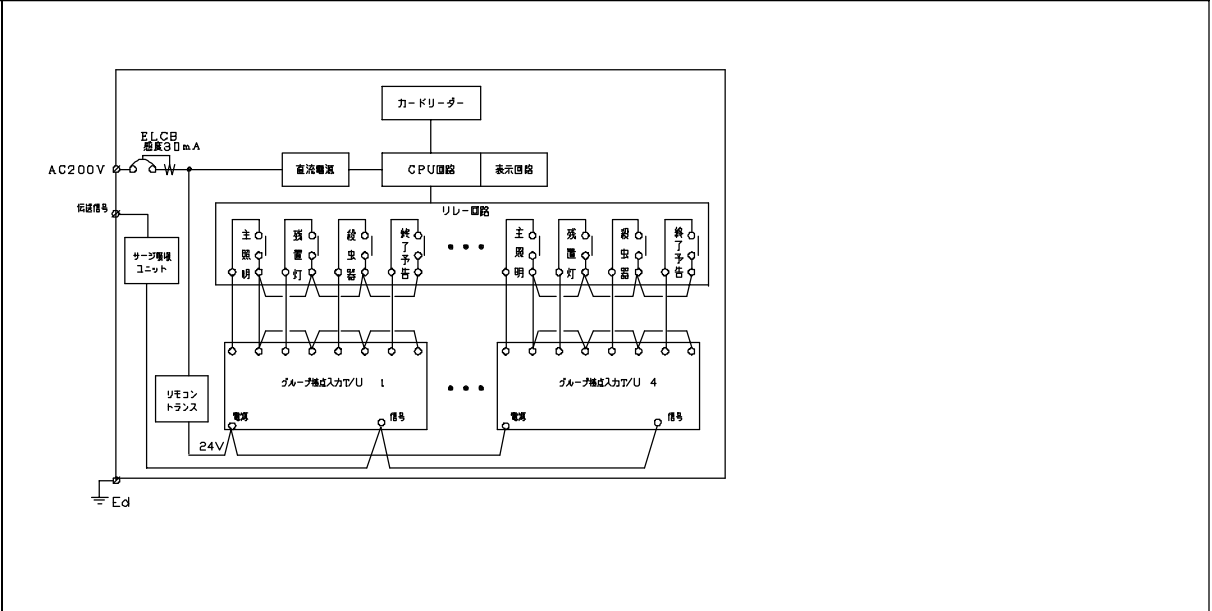 カードリーダー
ELCB
感度30mA
AC200V
直流電源
CPU回路
表示回路
伝送信号
リレー回路
主照明
残置灯
殺虫器
終了予告
主照明
残置灯
殺虫器
終了予告
サージ吸収
ユニット
グループ接点入力T/U 1
グループ接点入力T/U 4
リモコン
トランス
電源
信号
電源
信号
24V
Ed